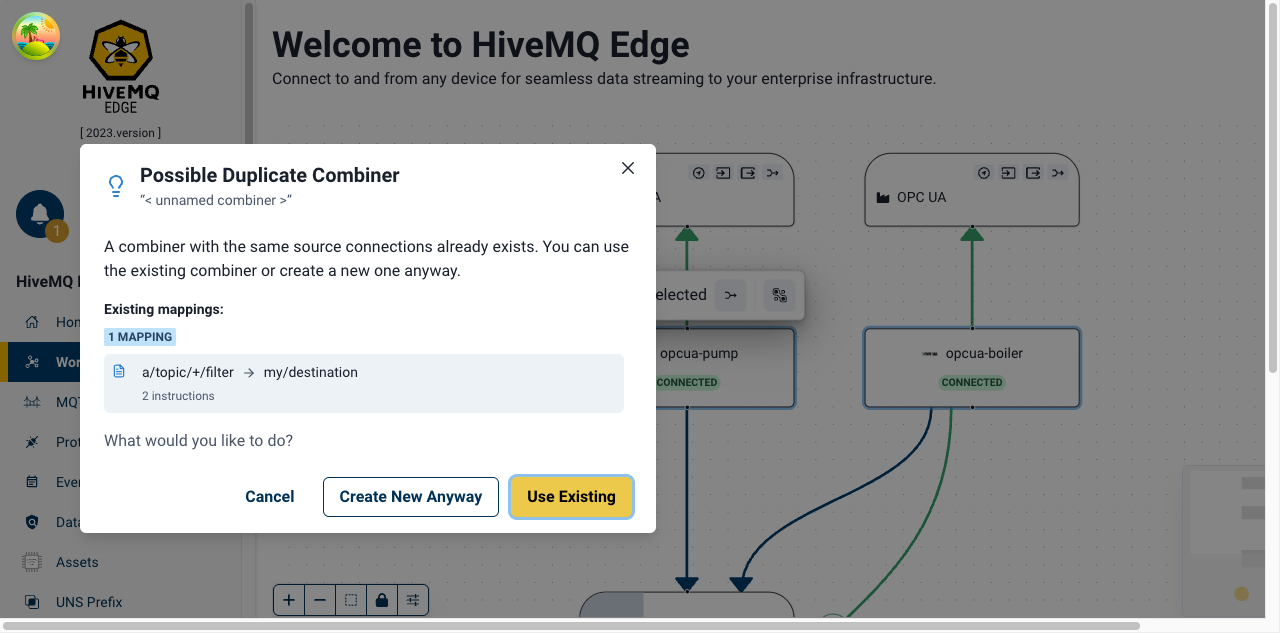 HIVEMQ
EDGE
[ 2023.version ]
1
HiveMQ
Hom
Wor
MQT
Prot
Even
Data
Assets
UNS Prefix
Welcome to HiveMQ Edge
Connect to and from any device for seamless data streaming to your enterprise infrastructure.
OPC UA
elected
opcua-pump
CONNECTED
opcua-boiler
CONNECTED
Possible Duplicate Combiner
“< unnamed combiner >”
A combiner with the same source connections already exists. You can use
the existing combiner or create a new one anyway.
Existing mappings:
1 MAPPING
a/topic/+/filter → my/destination
2 instructions
What would you like to do?
Cancel
Create New Anyway
Use Existing